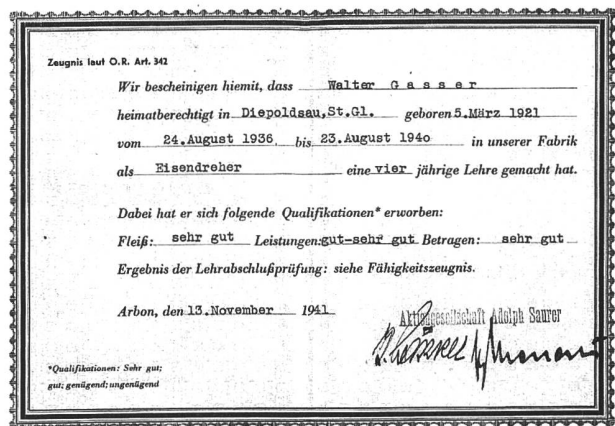 Zeugnis laut O.R. Art. 342
Wir bescheinigen hiemit, dass Walter Gasser
heimatberechtigt in Diepoldsau,St.Gl. geboren 5.März 1921
vom 24.August 1936 bis 23.August 194o in unserer Fabrik
als Eisendreher eine vier jährige Lehre gemacht hat.
Dabei hat er sich folgende Qualifikationen* erworben:
Fleiß: sehr gut Leistungen: gut-sehr gut Betragen: sehr gut
Ergebnis der Lehrabschlußprüfung: siehe Fähigkeitszeugnis.
Arbon, den 13.November 1941
Aktiengesellschaft Adolph Saurer
*Qualifikationen: Sehr gut;
gut; genügend; ungenügend